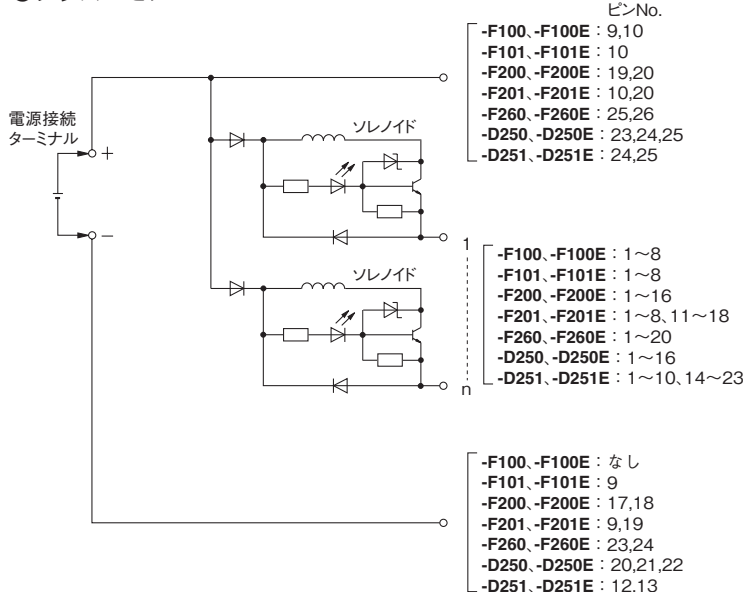 ピンNo.
-F100、-F100E：9,10
-F101、-F101E：10
-F200、-F200E：19,20
-F201、-F201E：10,20
-F260、-F260E：25,26
-D250、-D250E：23,24,25
-D251、-D251E：24,25
電源接続
ターミナル
+
−
ソレノイド
1
-F100、-F100E：1〜8
-F101、-F101E：1〜8
-F200、-F200E：1〜16
-F201、-F201E：1〜8、11〜18
-F260、-F260E：1〜20
-D250、-D250E：1〜16
-D251、-D251E：1〜10、14〜23
ソレノイド
n
-F100、-F100E：なし
-F101、-F101E：9
-F200、-F200E：17,18
-F201、-F201E：9,19
-F260、-F260E：23,24
-D250、-D250E：20,21,22
-D251、-D251E：12,13